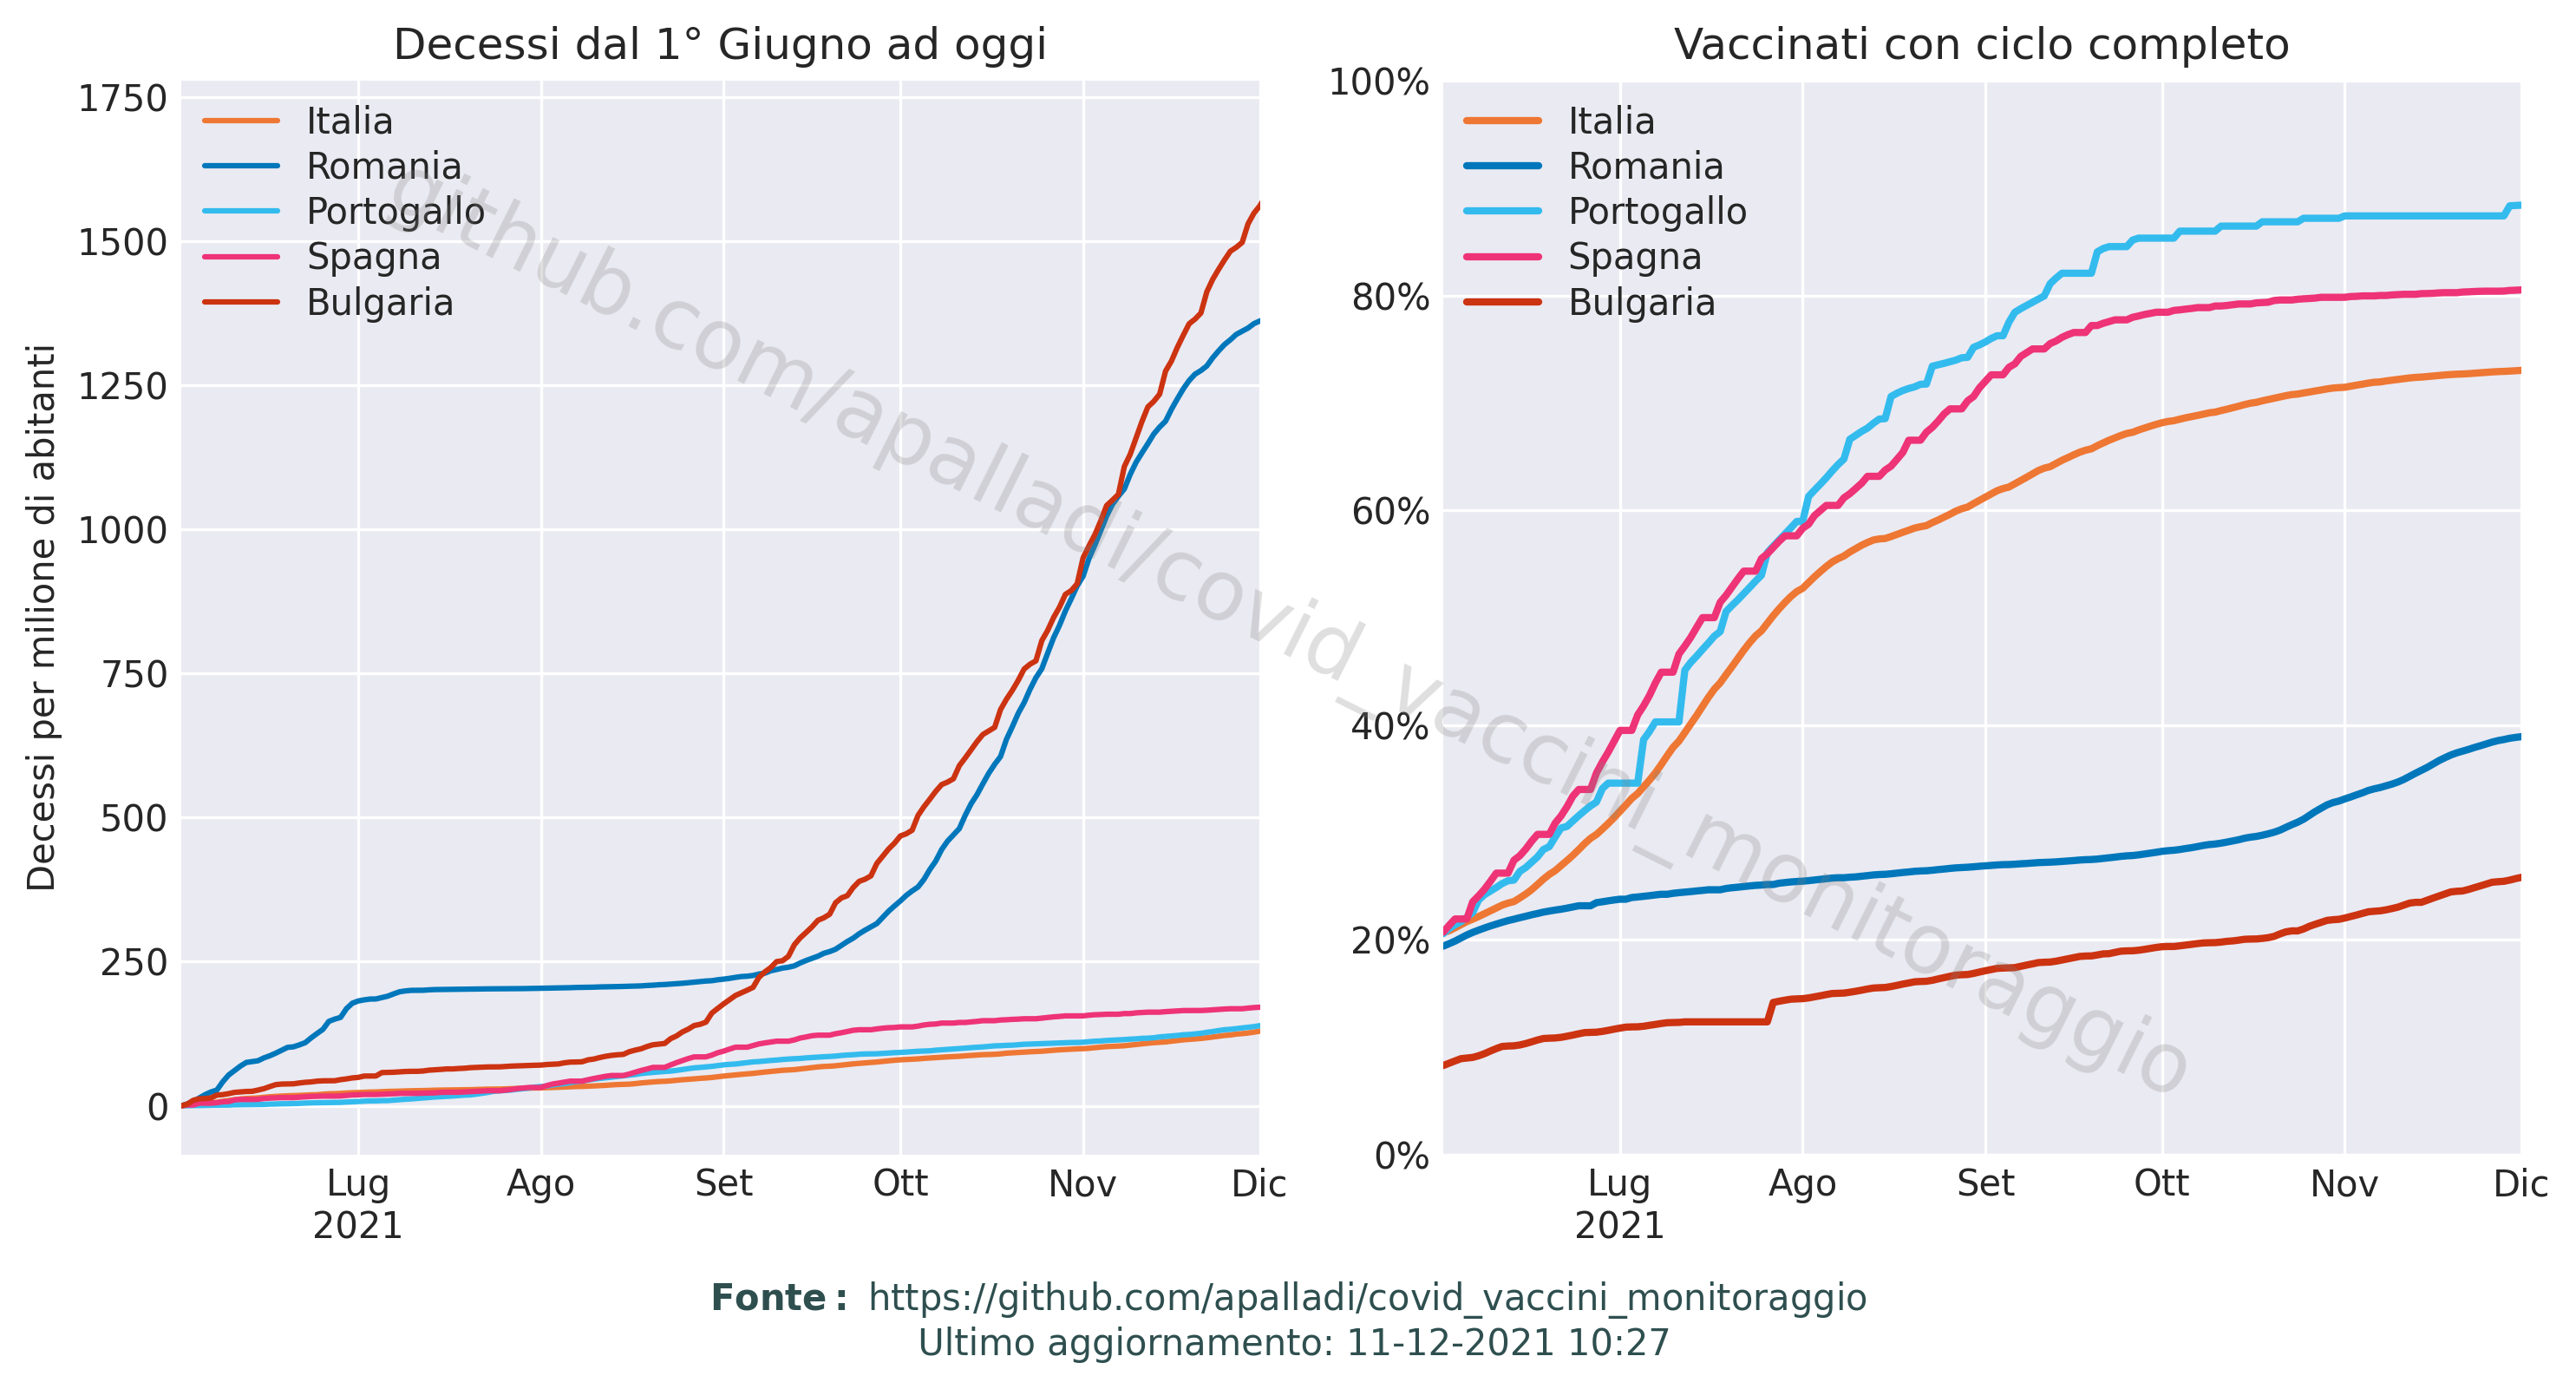 Decessi dal 1° Giugno ad oggi
Decessi per milione di abitanti
1750
1500
1250
1000
750
500
250
0
Italia
Romania
Portogallo
Spagna
Bulgaria
Lug
2021
Ago
Set
Ott
Nov
Dic
Vaccinati con ciclo completo
100%
80%
60%
40%
20%
0%
Italia
Romania
Portogallo
Spagna
Bulgaria
Lug
2021
Ago
Set
Ott
Nov
Dic
github.com/apalladi/covid_vaccini_monitoraggio
Fonte: https://github.com/apalladi/covid_vaccini_monitoraggio
Ultimo aggiornamento: 11-12-2021 10:27